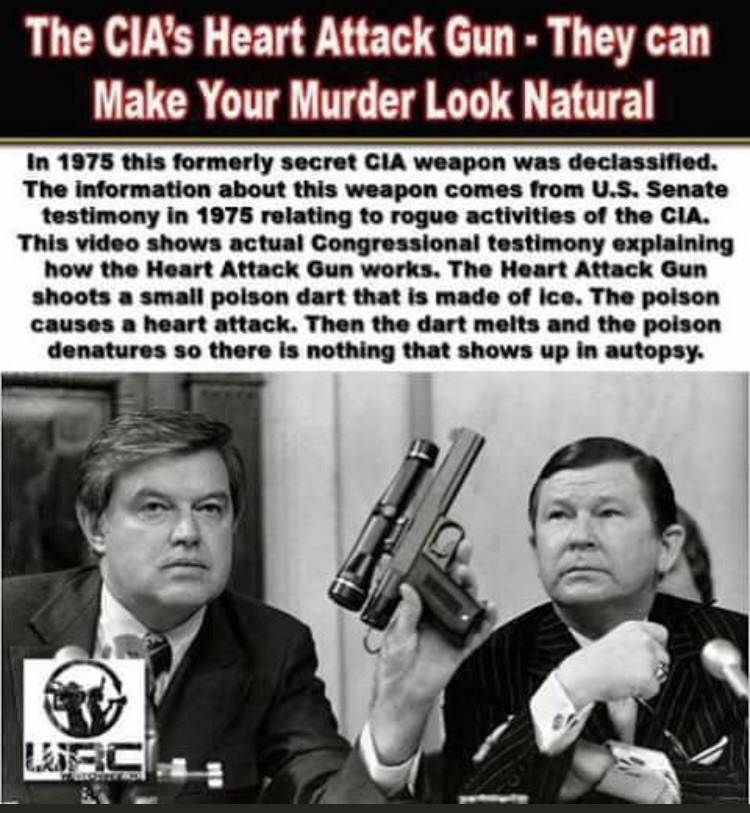 The CIA's Heart Attack Gun - They can
Make Your Murder Look Natural
In 1975 this formerly secret CIA weapon was declassified.
The information about this weapon comes from U.S. Senate
testimony in 1975 relating to rogue activities of the CIA.
This video shows actual Congressional testimony explaining
how the Heart Attack Gun works. The Heart Attack Gun
shoots a small poison dart that is made of ice. The poison
causes a heart attack. Then the dart melts and the poison
denatures so there is nothing that shows up in autopsy.